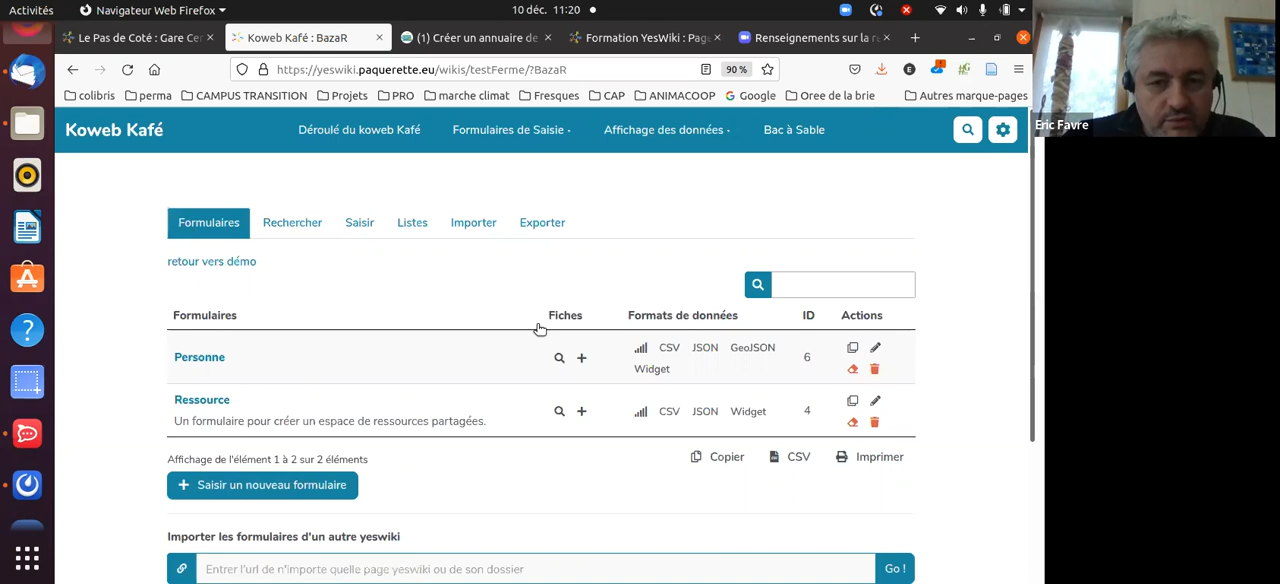 Activités Navigateur Web Firefox 10 déc. 11:20
Le Pas de Coté : Gare Cer Koweb Kafé : BazaR (1) Créer un annuaire de Formation YesWiki : Pag Renseignements sur la r
https://yeswiki.paquerette.eu/wikis/testFerme/?BazaR 90 %
colibris perma CAMPUS TRANSITION Projets PRO marche climat Fresques CAP ANIMACOOP Google Oree de la brie Autres marque-pages
Koweb Kafé Déroulé du koweb Kafé Formulaires de Saisie Affichage des données Bac à Sable
Eric Favre
Formulaires Rechercher Saisir Listes Importer Exporter
retour vers démo
Formulaires Fiches Formats de données ID Actions
Personne CSV JSON GeoJSON 6
Widget
Ressource CSV JSON Widget 4
Un formulaire pour créer un espace de ressources partagées.
Affichage de l'élément 1 à 2 sur 2 éléments Copier CSV Imprimer
+ Saisir un nouveau formulaire
Importer les formulaires d'un autre yeswiki
Entrer l'url de n'importe quelle page yeswiki ou de son dossier Go !